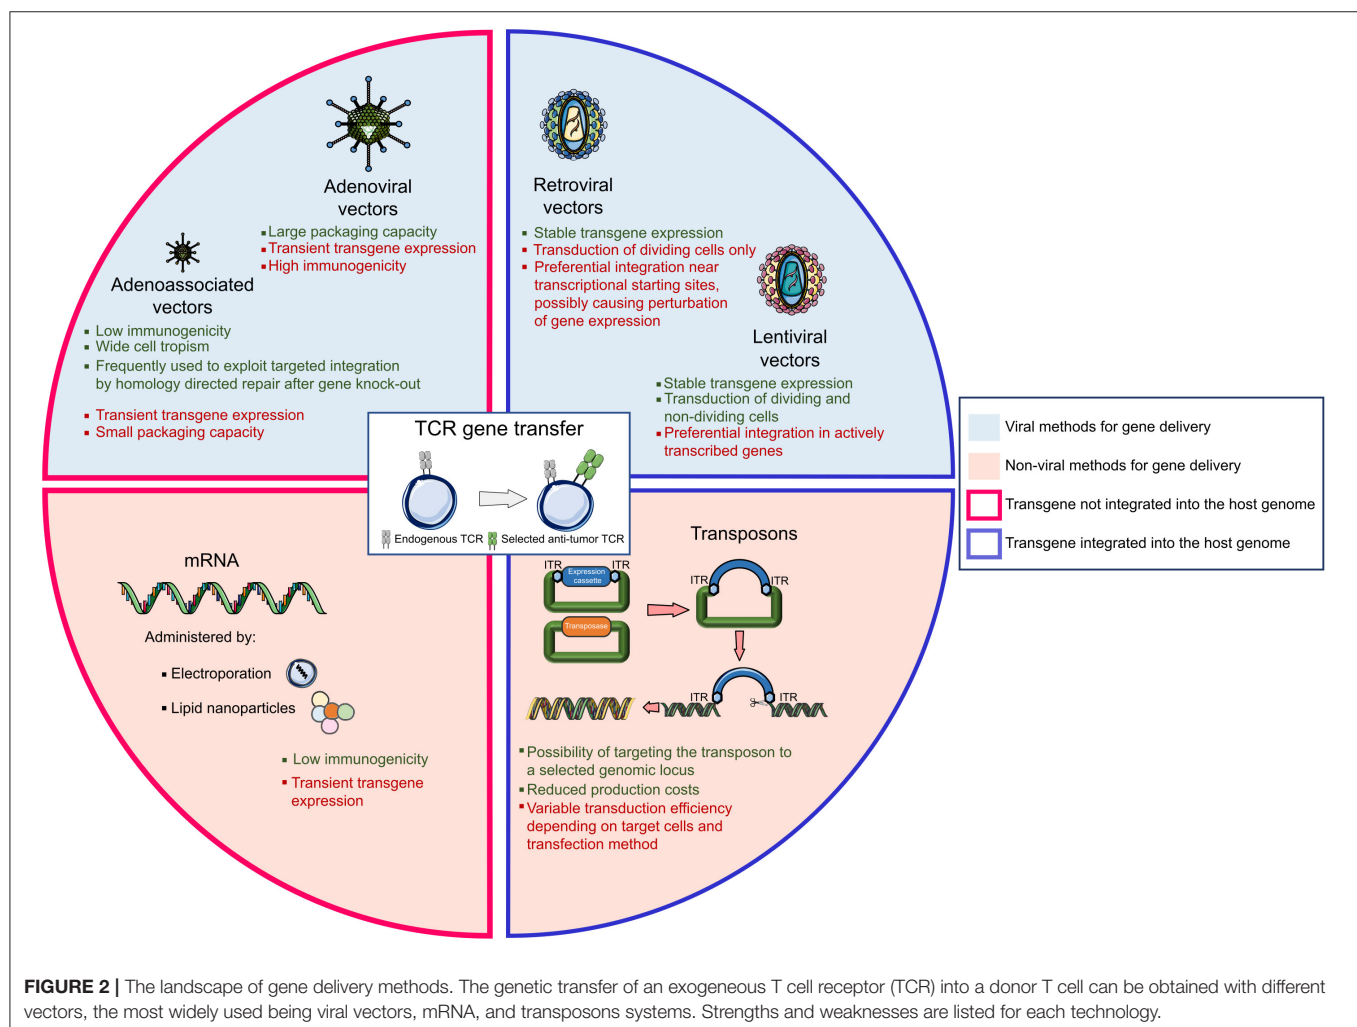 Adenoviral
vectors
Large packaging capacity
Transient transgene expression
High immunogenicity
Adenoassociated
vectors
Low immunogenicity
Wide cell tropism
Frequently used to exploit targeted integration
by homology directed repair after gene knock-out
Transient transgene expression
Small packaging capacity
Retroviral
vectors
Stable transgene expression
Transduction of dividing cells only
Preferential integration near
transcriptional starting sites,
possibly causing perturbation
of gene expression
Lentiviral
vectors
Stable transgene expression
Transduction of dividing and
non-dividing cells
Preferential integration in actively
transcribed genes
TCR gene transfer
Endogenous TCR
Selected anti-tumor TCR
mRNA
Administered by:
Electroporation
Lipid nanoparticles
Low immunogenicity
Transient transgene
expression
Transposons
ITR
ITR
Expression
cassette
Transposase
ITR
ITR
ITR
ITR
Possibility of targeting the transposon to
a selected genomic locus
Reduced production costs
Variable transduction efficiency
depending on target cells and
transfection method
Viral methods for gene delivery
Non-viral methods for gene delivery
Transgene not integrated into the host genome
Transgene integrated into the host genome
FIGURE 2 | The landscape of gene delivery methods. The genetic transfer of an exogeneous T cell receptor (TCR) into a donor T cell can be obtained with different
vectors, the most widely used being viral vectors, mRNA, and transposons systems. Strengths and weaknesses are listed for each technology.